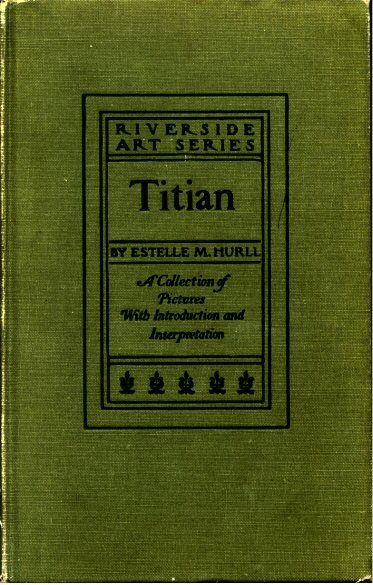 RIVERSIDE
ART SERIES
Titian
BY ESTELLE M. HURLL
A Collection of
Pictures
With Introduction and
Interpretation